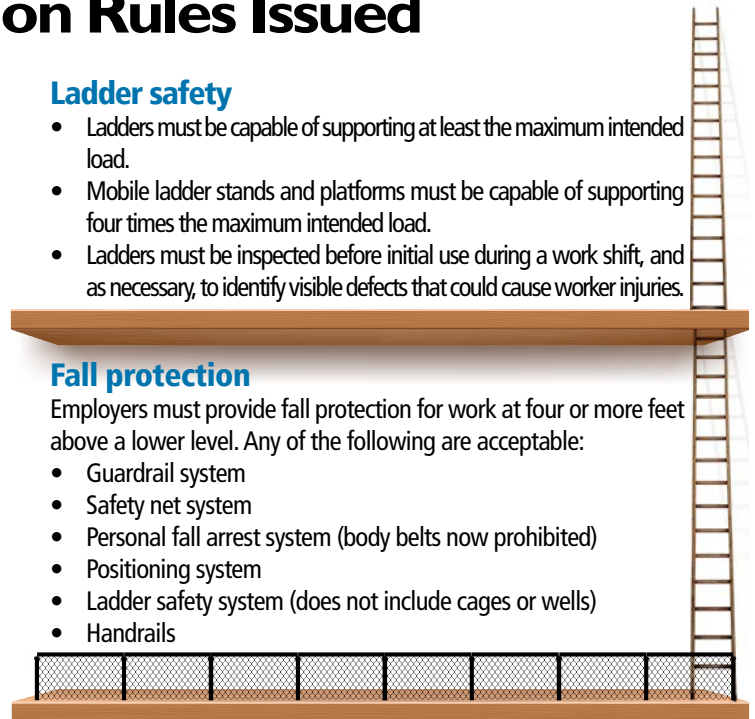 on Rules Issued
Ladder safety
• Ladders must be capable of supporting at least the maximum intended
load.
• Mobile ladder stands and platforms must be capable of supporting
four times the maximum intended load.
• Ladders must be inspected before initial use during a work shift, and
as necessary, to identify visible defects that could cause worker injuries.
Fall protection
Employers must provide fall protection for work at four or more feet
above a lower level. Any of the following are acceptable:
• Guardrail system
• Safety net system
• Personal fall arrest system (body belts now prohibited)
• Positioning system
• Ladder safety system (does not include cages or wells)
• Handrails